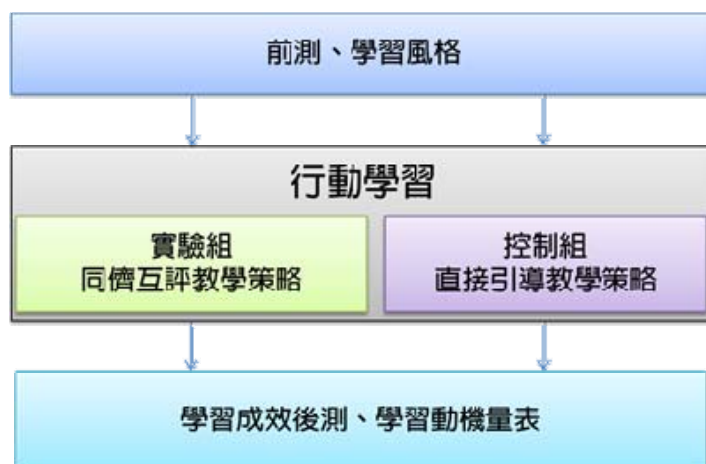 前測、學習風格
行動學習
實驗組
同儕互評教學策略
控制組
直接引導教學策略
學習成效後測、學習動機量表